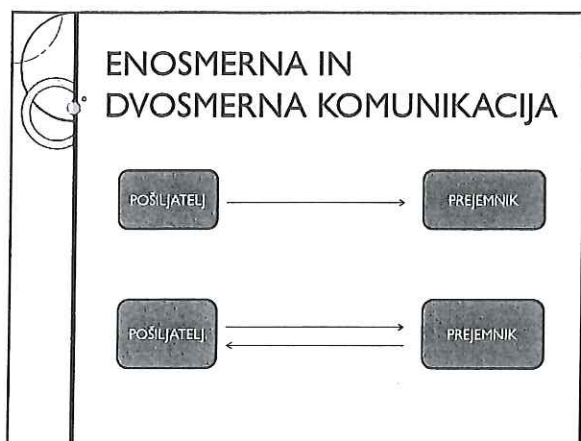 ENOSMERNA IN
DVOSMERNA KOMUNIKACIJA
POŠILJATELJ
PREJEMNIK
POŠILJATELJ
PREJEMNIK